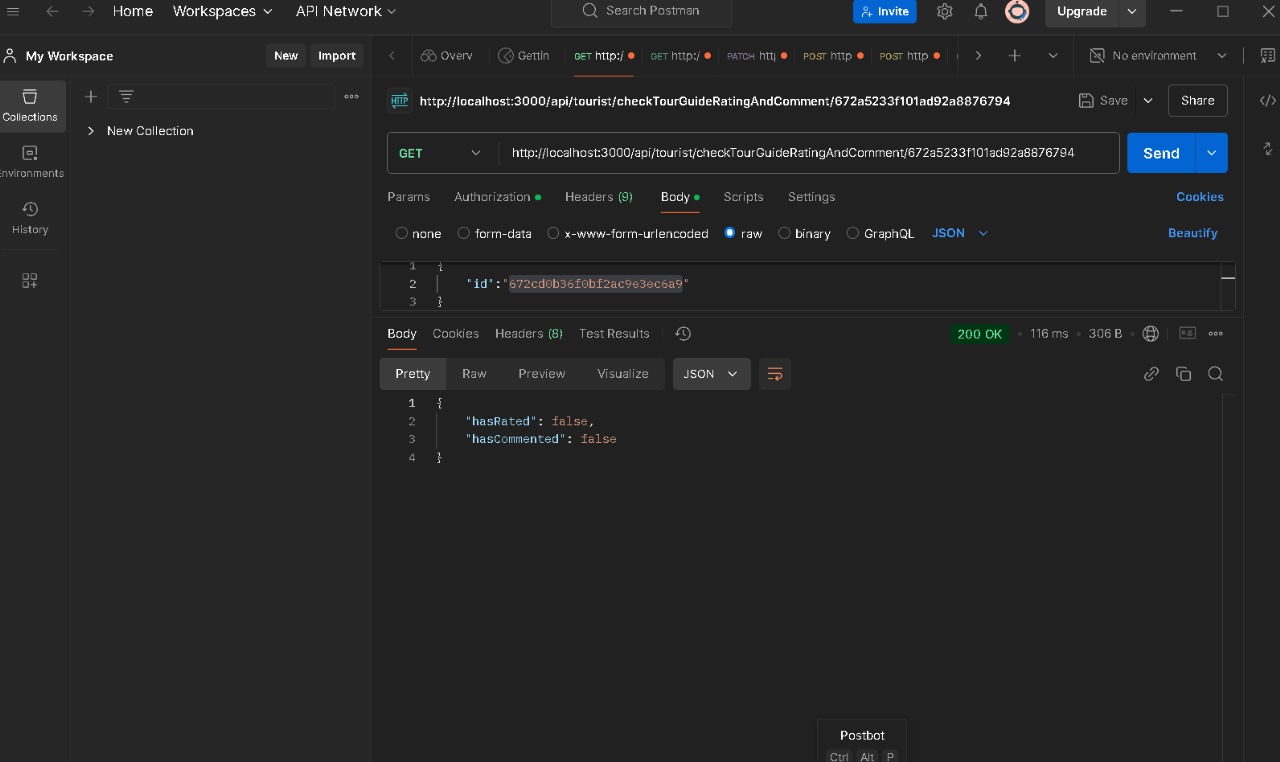 Home Workspaces API Network Search Postman Invite Upgrade
My Workspace New Import Overv Gettin GET http:/ GET http:/ PATCH htt POST http POST http No environment
Collections
New Collection
Environments
History
HTTP http://localhost:3000/api/tourist/checkTourGuideRatingAndComment/672a5233f101ad92a8876794 Save Share
GET http://localhost:3000/api/tourist/checkTourGuideRatingAndComment/672a5233f101ad92a8876794 Send
Params Authorization Headers (9) Body Scripts Settings Cookies
none form-data x-www-form-urlencoded raw binary GraphQL JSON Beautify
1 {
2 "id":"672cd0b36f0bf2ac9e3ec6a9"
3 }
Body Cookies Headers (8) Test Results 200 OK 116 ms 306 B
Pretty Raw Preview Visualize JSON
1 {
2 "hasRated": false,
3 "hasCommented": false
4 }
Postbot
Ctrl Alt P